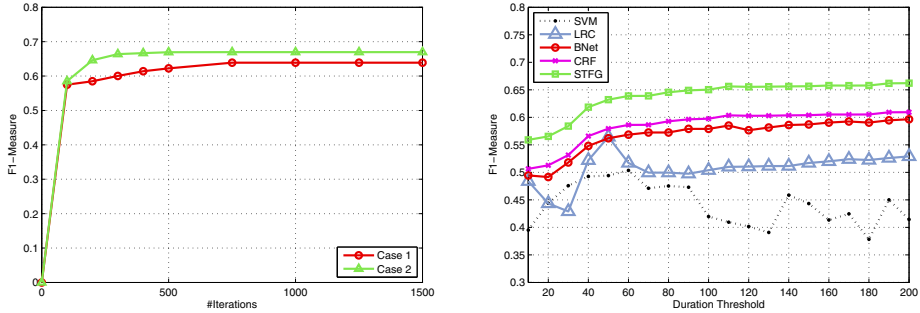 0.8
0.7
0.6
0.5
0.4
0.3
0.2
0.1
0
F1-Measure
0 500 1000 1500
#Iterations
Case 1
Case 2
0.8
0.75
0.7
0.65
0.6
0.55
0.5
0.45
0.4
0.35
0.3
F1-Measure
SVM
LRC
BNet
CRF
STFG
20 40 60 80 100 120 140 160 180 200
Duration Threshold